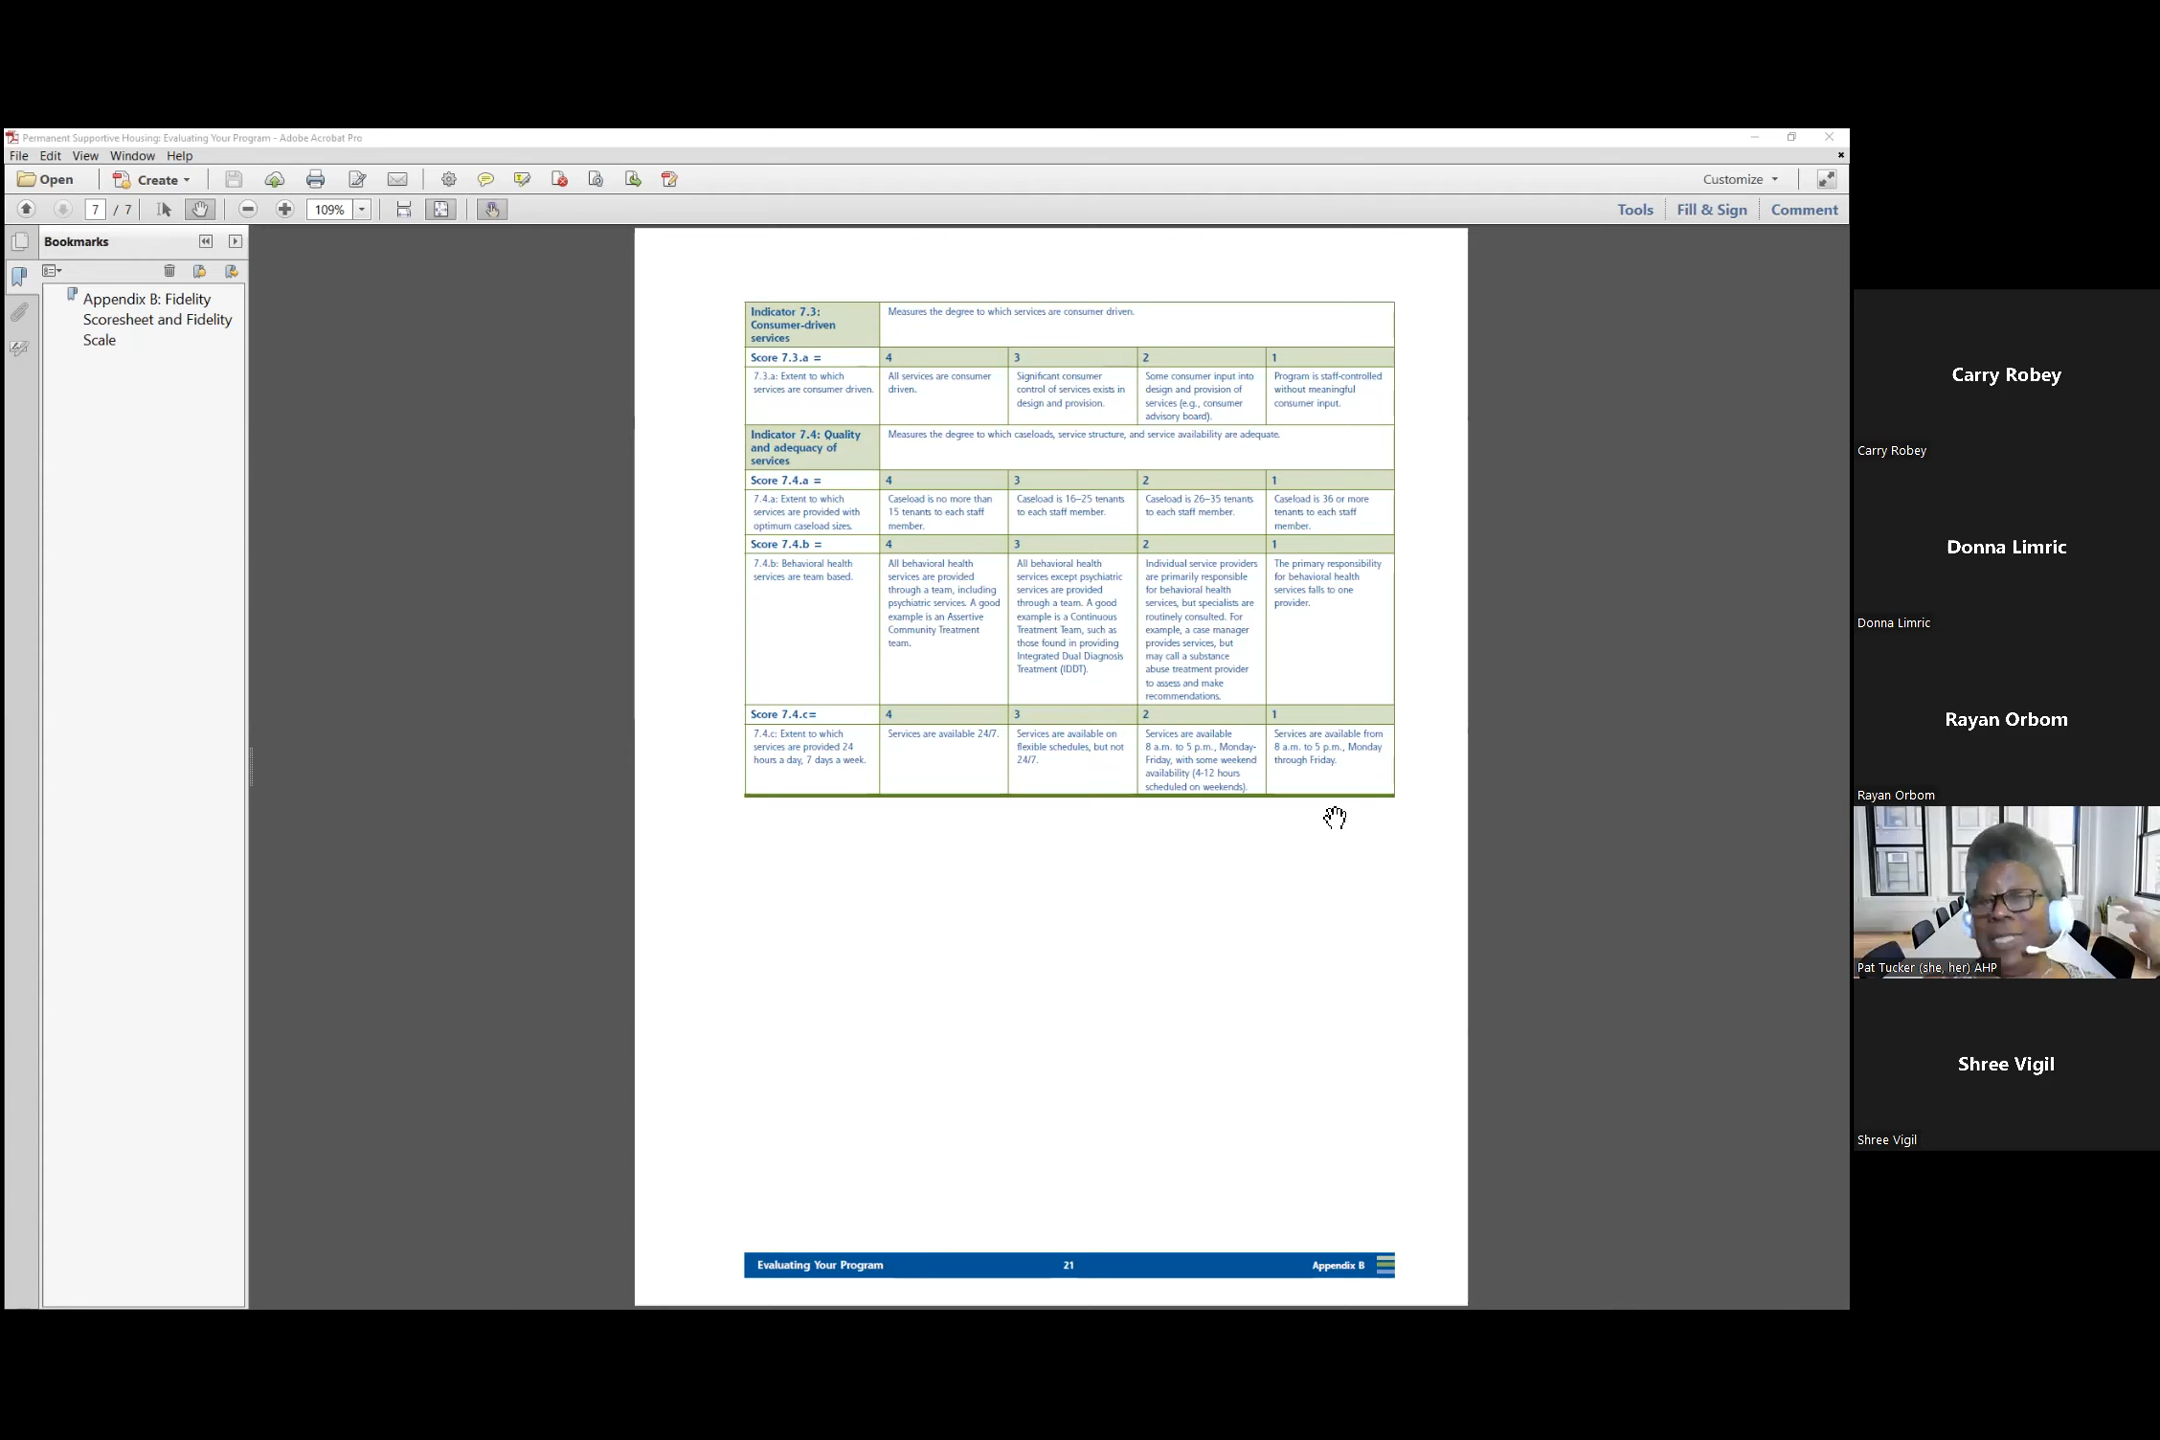 Permanent Supportive Housing: Evaluating Your Program - Adobe Acrobat Pro
File Edit View Window Help
Open Create Customize
7 / 7 109% Tools Fill & Sign Comment
Bookmarks
Appendix B: Fidelity
Scoresheet and Fidelity
Scale
Indicator 7.3:
Consumer-driven
services
Measures the degree to which services are consumer driven.
Score 7.3.a = 4 3 2 1
7.3.a: Extent to which
services are consumer driven.
All services are consumer
driven.
Significant consumer
control of services exists in
design and provision.
Some consumer input into
design and provision of
services (e.g., consumer
advisory board).
Program is staff-controlled
without meaningful
consumer input.
Indicator 7.4: Quality
and adequacy of
services
Measures the degree to which caseloads, service structure, and service availability are adequate.
Score 7.4.a = 4 3 2 1
7.4.a: Extent to which
services are provided with
optimum caseload sizes.
Caseload is no more than
15 tenants to each staff
member.
Caseload is 16–25 tenants
to each staff member.
Caseload is 26–35 tenants
to each staff member.
Caseload is 36 or more
tenants to each staff
member.
Score 7.4.b = 4 3 2 1
7.4.b: Behavioral health
services are team based.
All behavioral health
services are provided
through a team, including
psychiatric services. A good
example is an Assertive
Community Treatment
team.
All behavioral health
services except psychiatric
services are provided
through a team. A good
example is a Continuous
Treatment Team, such as
those found in providing
Integrated Dual Diagnosis
Treatment (IDDT).
Individual service providers
are primarily responsible
for behavioral health
services, but specialists are
routinely consulted. For
example, a case manager
provides services, but
may call a substance
abuse treatment provider
to assess and make
recommendations.
The primary responsibility
for behavioral health
services falls to one
provider.
Score 7.4.c= 4 3 2 1
7.4.c: Extent to which
services are provided 24
hours a day, 7 days a week.
Services are available 24/7.
Services are available on
flexible schedules, but not
24/7.
Services are available
8 a.m. to 5 p.m., Monday-
Friday, with some weekend
availability (4-12 hours
scheduled on weekends).
Services are available from
8 a.m. to 5 p.m., Monday
through Friday.
Evaluating Your Program 21 Appendix B
Carry Robey
Carry Robey
Donna Limric
Donna Limric
Rayan Orbom
Rayan Orbom
Pat Tucker (she, her) AHP
Shree Vigil
Shree Vigil